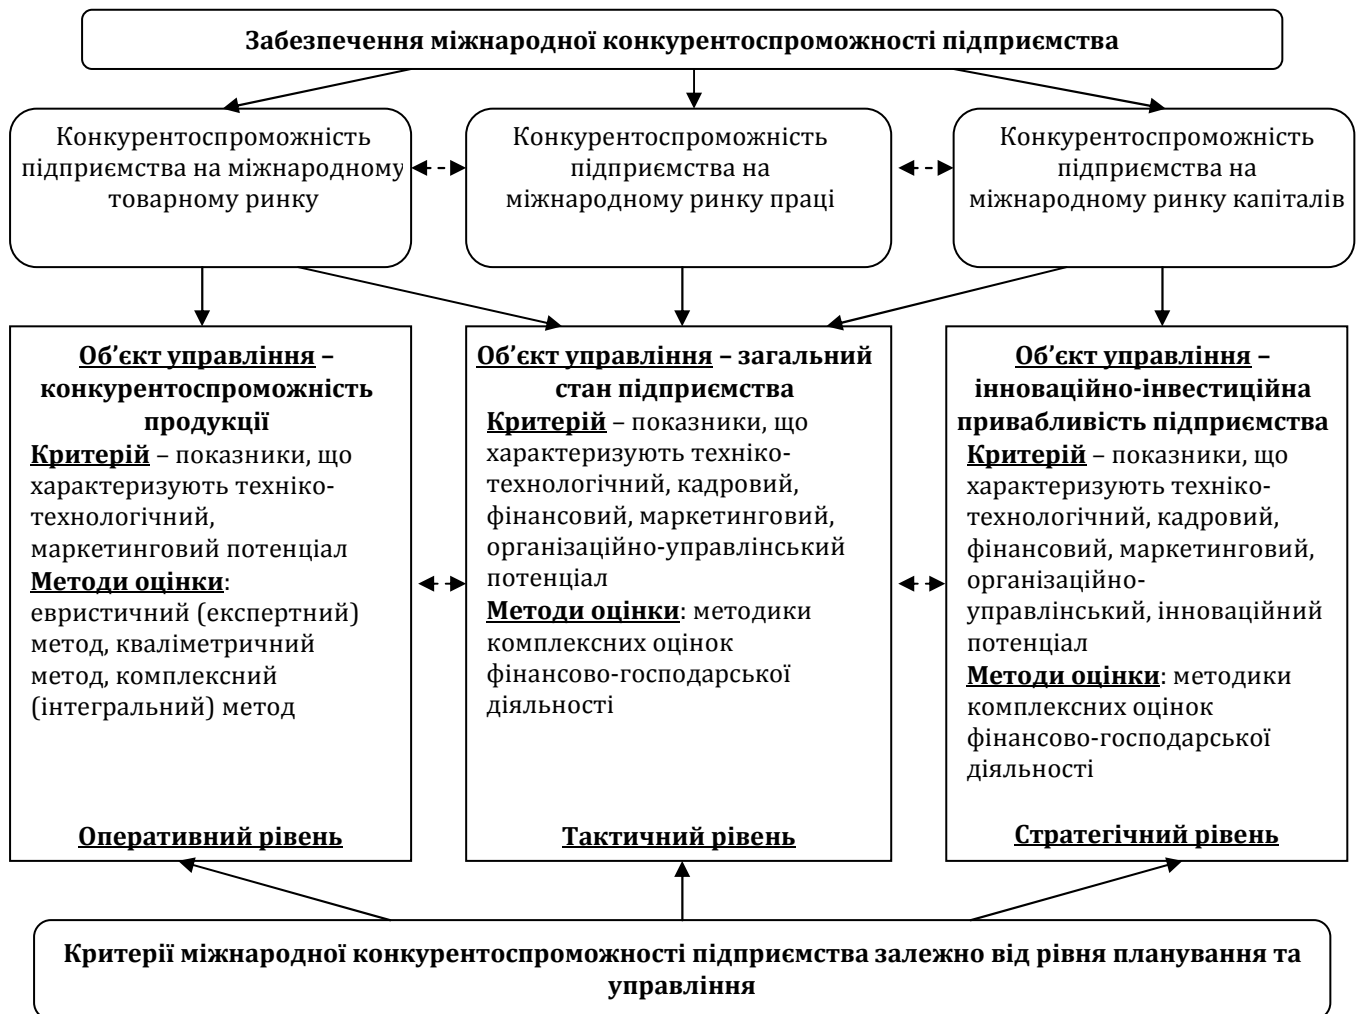 Забезпечення міжнародної конкурентоспроможності підприємства
Конкурентоспроможність
підприємства на міжнародному
товарному ринку
Конкурентоспроможність
підприємства на
міжнародному ринку праці
Конкурентоспроможність
підприємства на
міжнародному ринку капіталів
Об’єкт управління –
конкурентоспроможність
продукції
Критерій – показники, що
характеризують техніко-
технологічний,
маркетинговий потенціал
Методи оцінки:
евристичний (експертний)
метод, кваліметричний
метод, комплексний
(інтегральний) метод
Оперативний рівень
Об’єкт управління – загальний
стан підприємства
Критерій – показники, що
характеризують техніко-
технологічний, кадровий,
фінансовий, маркетинговий,
організаційно-управлінський
потенціал
Методи оцінки: методики
комплексних оцінок
фінансово-господарської
діяльності
Тактичний рівень
Об’єкт управління –
інноваційно-інвестиційна
привабливість підприємства
Критерій – показники, що
характеризують техніко-
технологічний, кадровий,
фінансовий, маркетинговий,
організаційно-
управлінський, інноваційний
потенціал
Методи оцінки: методики
комплексних оцінок
фінансово-господарської
діяльності
Стратегічний рівень
Критерії міжнародної конкурентоспроможності підприємства залежно від рівня планування та
управління